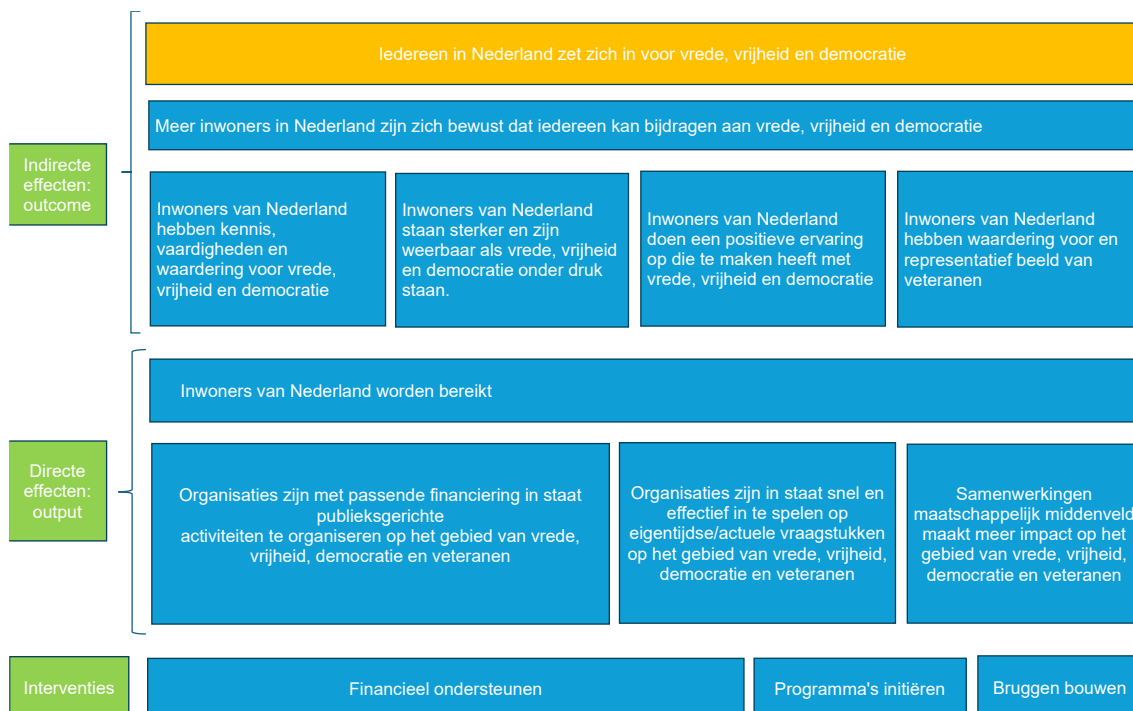 Iedereen in Nederland zet zich in voor vrede, vrijheid en democratie
Meer inwoners in Nederland zijn zich bewust dat iedereen kan bijdragen aan vrede, vrijheid en democratie
Indirecte
effecten:
outcome
Inwoners van Nederland
hebben kennis,
vaardigheden en
waardering voor vrede,
vrijheid en democratie
Inwoners van Nederland
staan sterker en zijn
weerbaar als vrede, vrijheid
en democratie onder druk
staan.
Inwoners van Nederland
doen een positieve ervaring
op die te maken heeft met
vrede, vrijheid en democratie
Inwoners van Nederland
hebben waardering voor en
representatief beeld van
veteranen
Inwoners van Nederland worden bereikt
Directe
effecten:
output
Organisaties zijn met passende financiering in staat
publieksgerichte
activiteiten te organiseren op het gebied van vrede,
vrijheid, democratie en veteranen
Organisaties zijn in staat snel en
effectief in te spelen op
eigentijdse/actuele vraagstukken
op het gebied van vrede, vrijheid,
democratie en veteranen
Samenwerkingen
maatschappelijk middenveld
maakt meer impact op het
gebied van vrede, vrijheid,
democratie en veteranen
Interventies
Financieel ondersteunen
Programma's initiëren
Bruggen bouwen